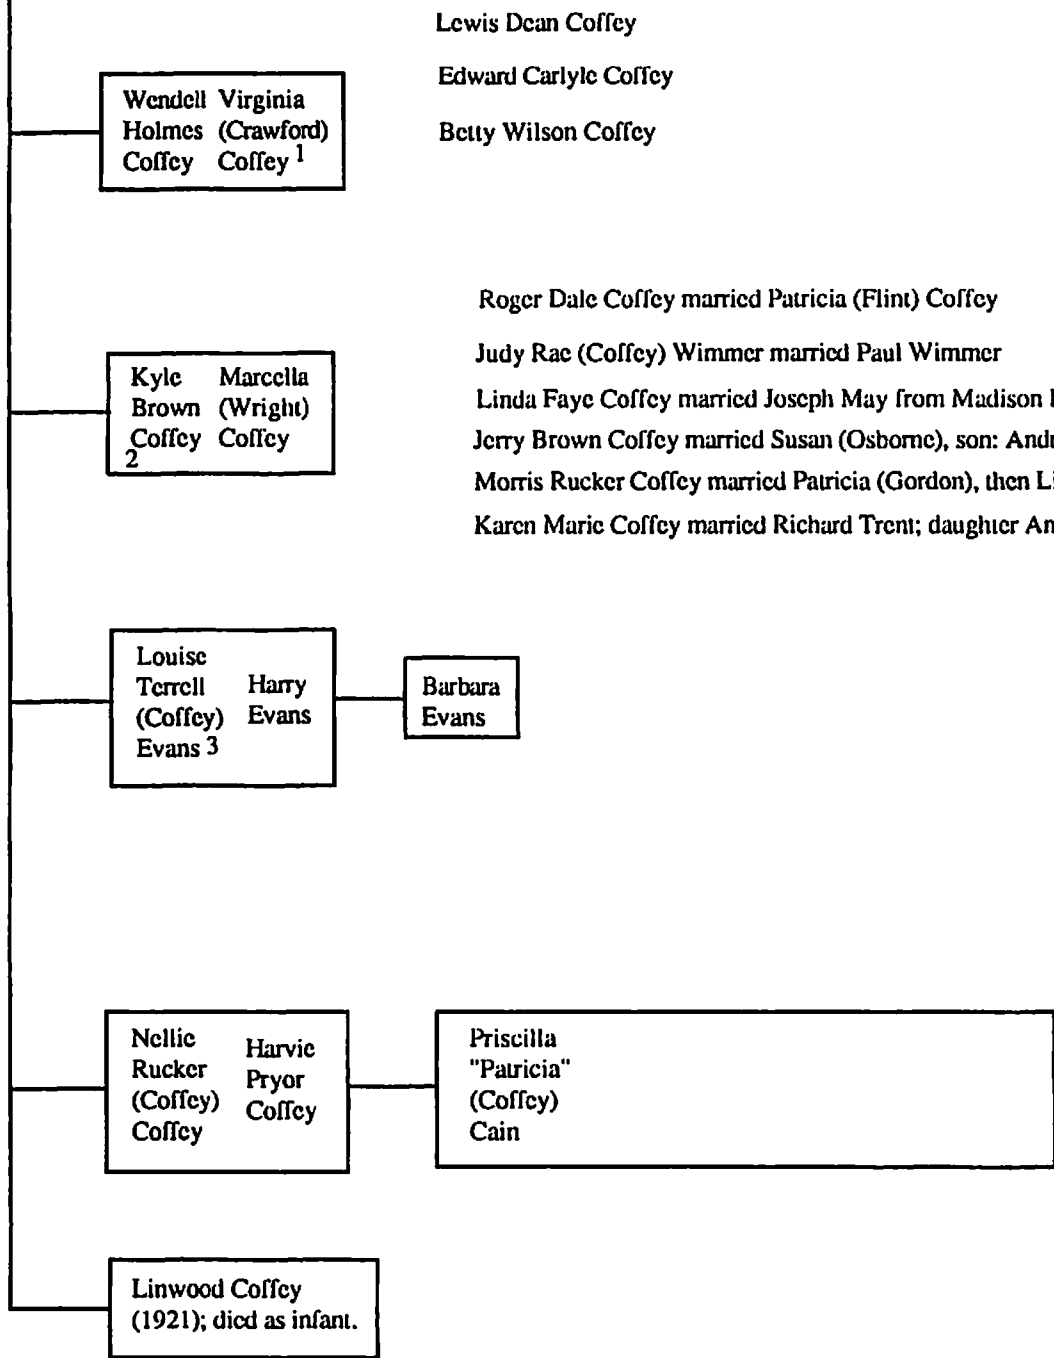 Lewis Dean Coffey
Edward Carlyle Coffey
Betty Wilson Coffey
Wendell Virginia
Holmes (Crawford)
Coffey Coffey 1
Roger Dale Coffey married Patricia (Flint) Coffey
Judy Rae (Coffey) Wimmer married Paul Wimmer
Linda Faye Coffey married Joseph May from Madison
Jerry Brown Coffey married Susan (Osborne), son:
Morris Rucker Coffey married Patricia (Gordon), then
Karen Marie Coffey married Richard Trent; daughter
Kyle Marcella
Brown (Wright)
Coffey Coffey
2
Louise
Terrell
(Coffey)
Evans 3
Harry
Evans
Barbara
Evans
Nellie
Rucker
(Coffey)
Coffey
Harvie
Pryor
Coffey
Priscilla
"Patricia"
(Coffey)
Cain
Linwood Coffey
(1921); died as infant.